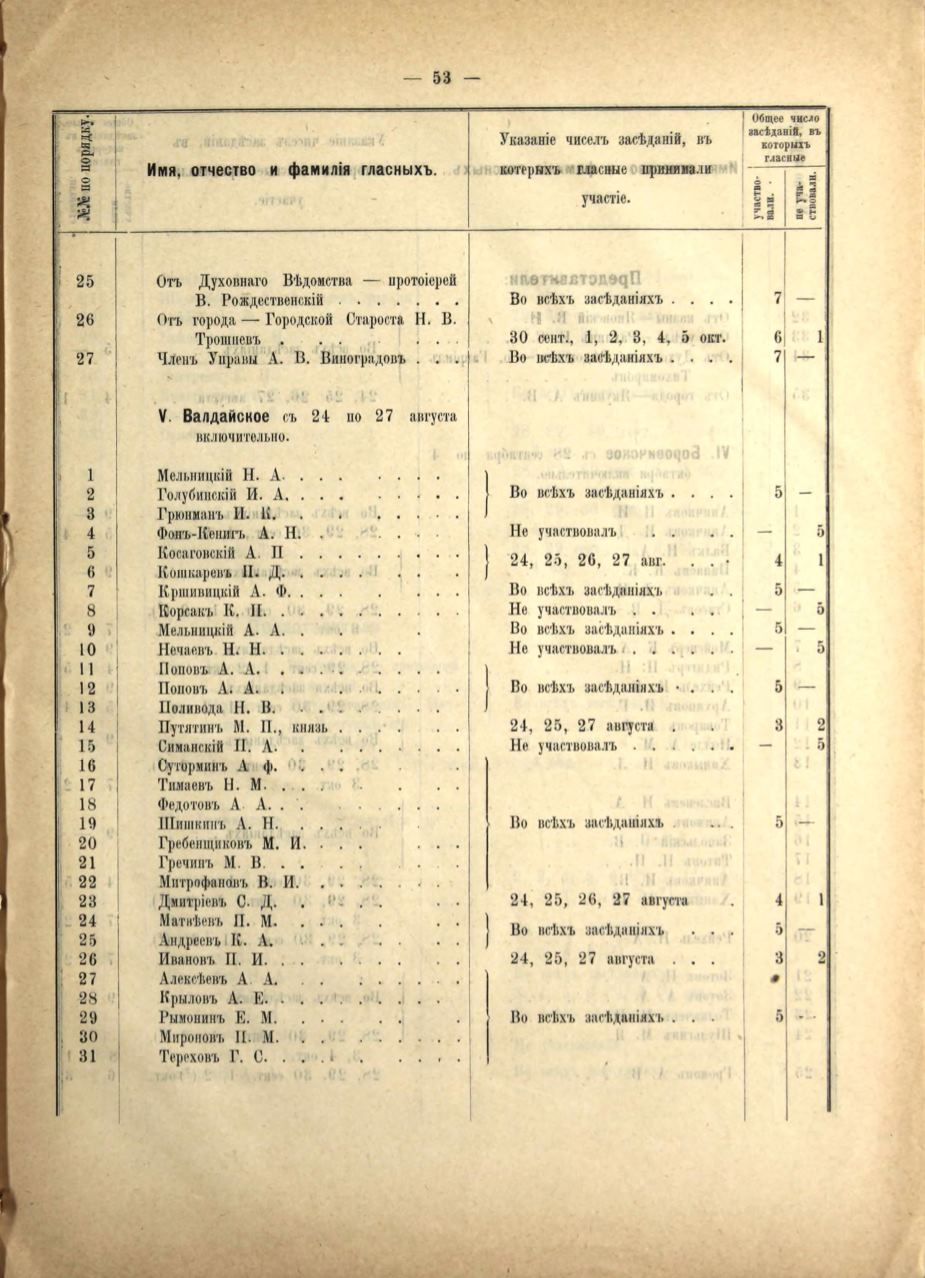 — 53 —
№№ по порядку.
Имя, отчество и фамилія гласныхъ.
Указаніе чиселъ засѣданій, въ
которыхъ гласные принимали
участіе.
Общее число
засѣданій, въ
которыхъ
гласные
участво-
вали.
не уча-
ствовали.
25 Отъ Духовнаго Вѣдомства — протоіерей
В. Рождественскій . . . . . . . Во всѣхъ засѣданіяхъ . . . . 7 —
26 Отъ города — Городской Староста Н. В.
Трошневъ . . . . . . . 30 сент., 1, 2, 3, 4, 5 окт. 6 1
27 Членъ Управы А. В. Виноградовъ . . . Во всѣхъ засѣданіяхъ . . . . 7 —
V. Валдайское съ 24 по 27 августа
включительно.
1 Мельницкій Н. А. . . . . . . .
2 Голубинскій И. А. . . . . . . . Во всѣхъ засѣданіяхъ . . . . 5 —
3 Грюнманъ И. К. . . . . . . .
4 Фонъ-Кенигъ А. Н. . . . . . . Не участвовалъ . . . . — 5
5 Косаговскій А. П . . . . . . . .
24, 25, 26, 27 авг. . . . . 4 1
6 Кошкаревъ П. Д. . . . . . . .
7 Кршивицкій А. Ф. . . . . . . Во всѣхъ засѣданіяхъ . . 5 —
8 Корсакъ К. П. . . . . . . . . Не участвовалъ . . . . — 5
9 Мельницкій А. А. . . . . Во всѣхъ засѣданіяхъ . . . . 5 —
10 Нечаевъ Н. Н. . . . . . . . . Не участвовалъ . . . . . . — 5
11 Поповъ А. А. . . . . . . . . .
12 Поповъ А. А. . . . . . . . . Во всѣхъ засѣданіяхъ . . . . 5 —
13 Поливода Н. В. . . . . . . . .
14 Путятинъ М. П., князь . . . . . . 24, 25, 27 августа . . 3 2
15 Симанскій П. А. . . . . . . . . Не участвовалъ . . . . . . — 5
16 Суторминъ А Ф. . . . . . .
17 Тимаевъ Н. М. . . . . . . .
18 Федотовъ А А. . . . . . . .
19 Шишкинъ А. Н. . . . . . . . Во всѣхъ засѣданіяхъ . . . 5 —
20 Гребенщиковъ М. И. . . . . . .
21 Гречинъ М. В. . . . . . .
22 Митрофановъ В. И. . . . . . . .
23 Дмитріевъ С. Д. . . . . . . . 24, 25, 26, 27 августа . 4 1
24 Матвѣевъ П. М. . . . . . . .
Во всѣхъ засѣданіяхъ . . . 5 —
25 Андреевъ К. А. . . . . . . .
26 Ивановъ П. И. . . . . . . . . 24, 25, 27 августа . . . 3 2
27 Алексѣевъ А. А. . . . . . . .
28 Крыловъ А. Е. . . . . . . . .
29 Рымонинъ Е. М. . . . . . . Во всѣхъ засѣданіяхъ . . . 5 —
30 Мироновъ П. М. . . . . . . .
31 Тереховъ Г. С. . . . . . . . .